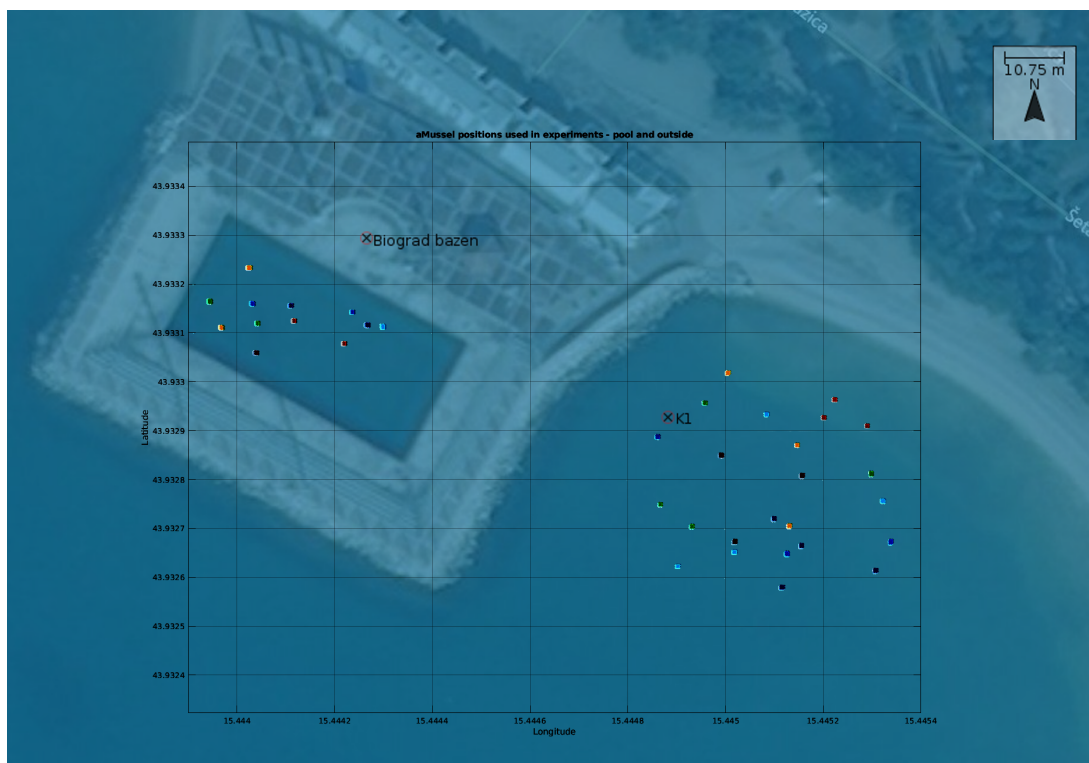 užica
10.75 m
N
aMussel positions used in experiments - pool and outside
Šeta
43.9334
43.9333
43.9332
43.9331
43.933
43.9329
43.9328
43.9327
43.9326
43.9325
43.9324
Latitude
Biograd bazen
K1
15.444
15.4442
15.4444
15.4446
15.4448
15.445
15.4452
15.4454
Longitude